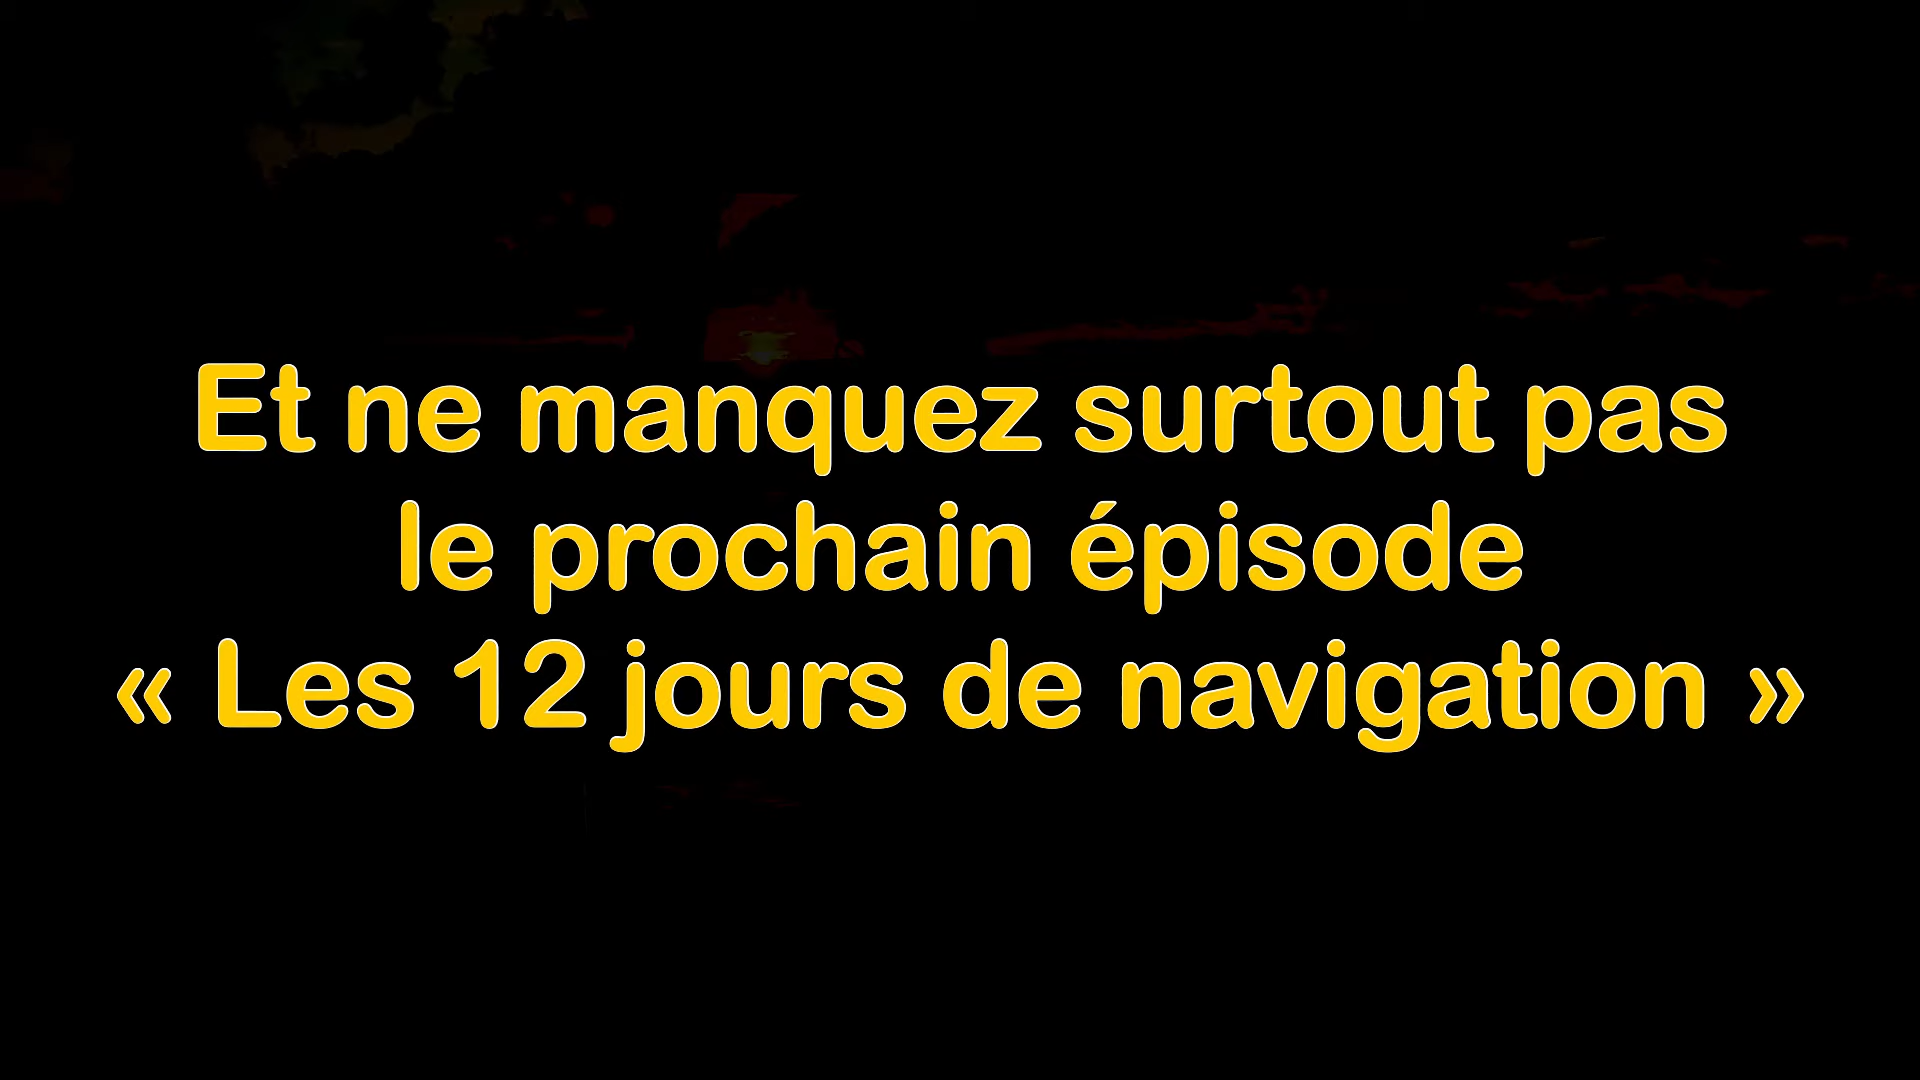 Et ne manquez surtout pas
le prochain épisode
« Les 12 jours de navigation »